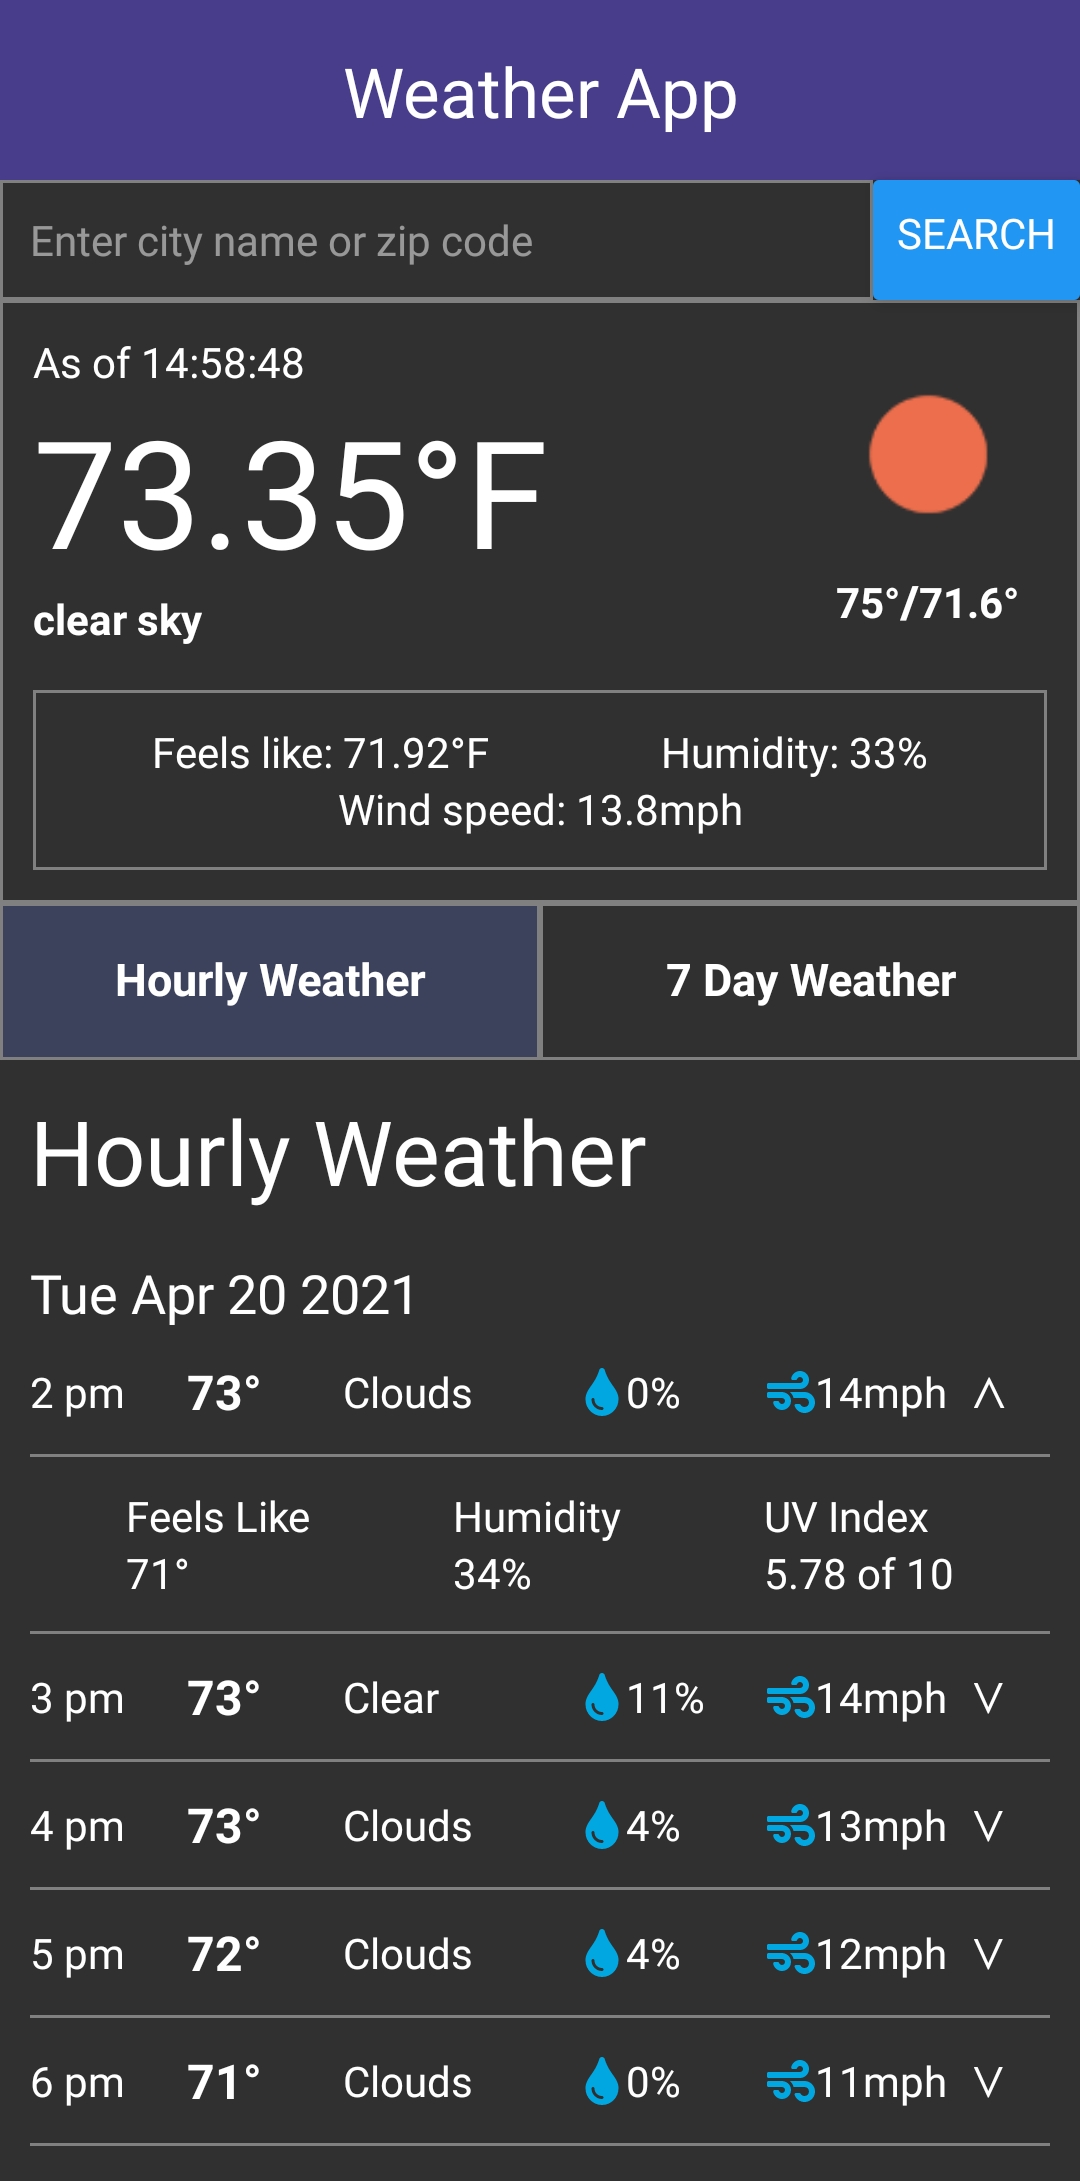 Weather App
Enter city name or zip code
SEARCH
As of 14:58:48
73.35°F
clear sky
75°/71.6°
Feels like: 71.92°F Humidity: 33%
Wind speed: 13.8mph
Hourly Weather 7 Day Weather
Hourly Weather
Tue Apr 20 2021
2 pm 73° Clouds 0% 14mph
Feels Like Humidity UV Index
71° 34% 5.78 of 10
3 pm 73° Clear 11% 14mph
4 pm 73° Clouds 4% 13mph
5 pm 72° Clouds 4% 12mph
6 pm 71° Clouds 0% 11mph